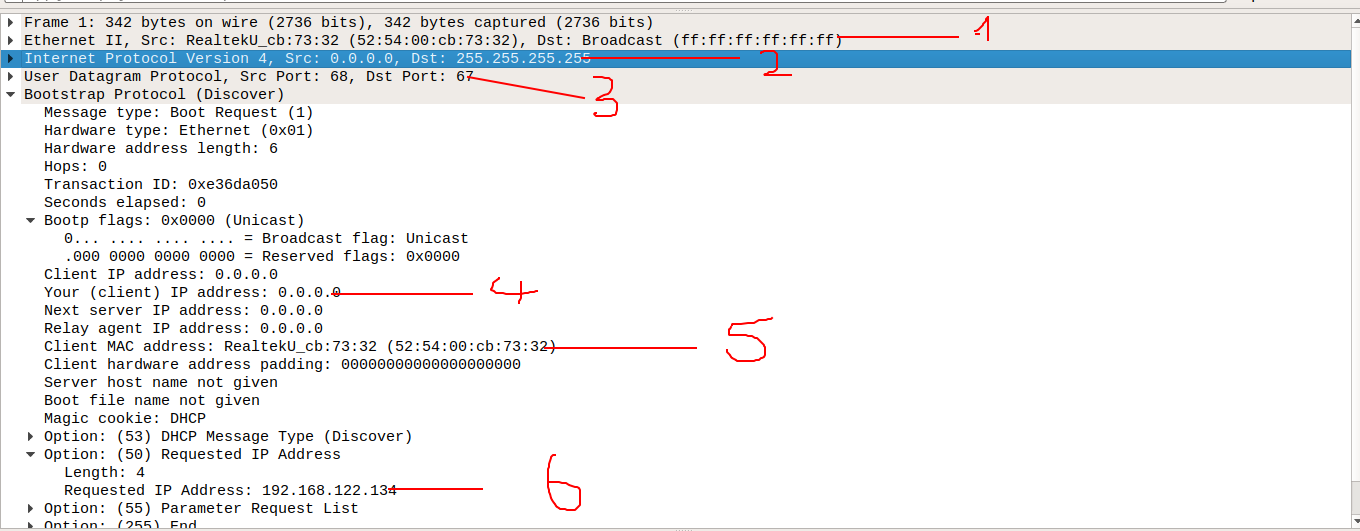 Frame 1: 342 bytes on wire (2736 bits), 342 bytes captured (2736 bits)
Ethernet II, Src: RealtekU_cb:73:32 (52:54:00:cb:73:32), Dst: Broadcast (ff:ff:ff:ff:ff:ff) 1
Internet Protocol Version 4, Src: 0.0.0.0, Dst: 255.255.255.255 2
User Datagram Protocol, Src Port: 68, Dst Port: 67 3
Bootstrap Protocol (Discover)
Message type: Boot Request (1)
Hardware type: Ethernet (0x01)
Hardware address length: 6
Hops: 0
Transaction ID: 0xe36da050
Seconds elapsed: 0
Bootp flags: 0x0000 (Unicast)
0... .... .... .... = Broadcast flag: Unicast
.000 0000 0000 0000 = Reserved flags: 0x0000
Client IP address: 0.0.0.0
Your (client) IP address: 0.0.0.0 4
Next server IP address: 0.0.0.0
Relay agent IP address: 0.0.0.0
Client MAC address: RealtekU_cb:73:32 (52:54:00:cb:73:32) 5
Client hardware address padding: 00000000000000000000
Server host name not given
Boot file name not given
Magic cookie: DHCP
Option: (53) DHCP Message Type (Discover)
Option: (50) Requested IP Address
Length: 4
Requested IP Address: 192.168.122.134 6
Option: (55) Parameter Request List
Option: (255) End